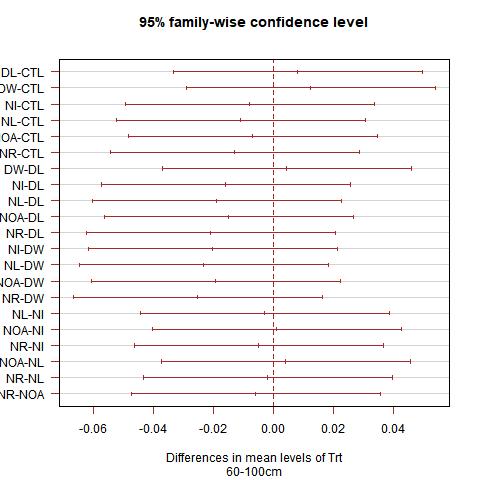 95% family-wise confidence level
DL-CTL
DW-CTL
NI-CTL
NL-CTL
NOA-CTL
NR-CTL
DW-DL
NI-DL
NL-DL
NOA-DL
NR-DL
NI-DW
NL-DW
NOA-DW
NR-DW
NL-NI
NOA-NI
NR-NI
NOA-NL
NR-NL
NR-NOA
-0.06 -0.04 -0.02 0.00 0.02 0.04
Differences in mean levels of Trt
60-100cm